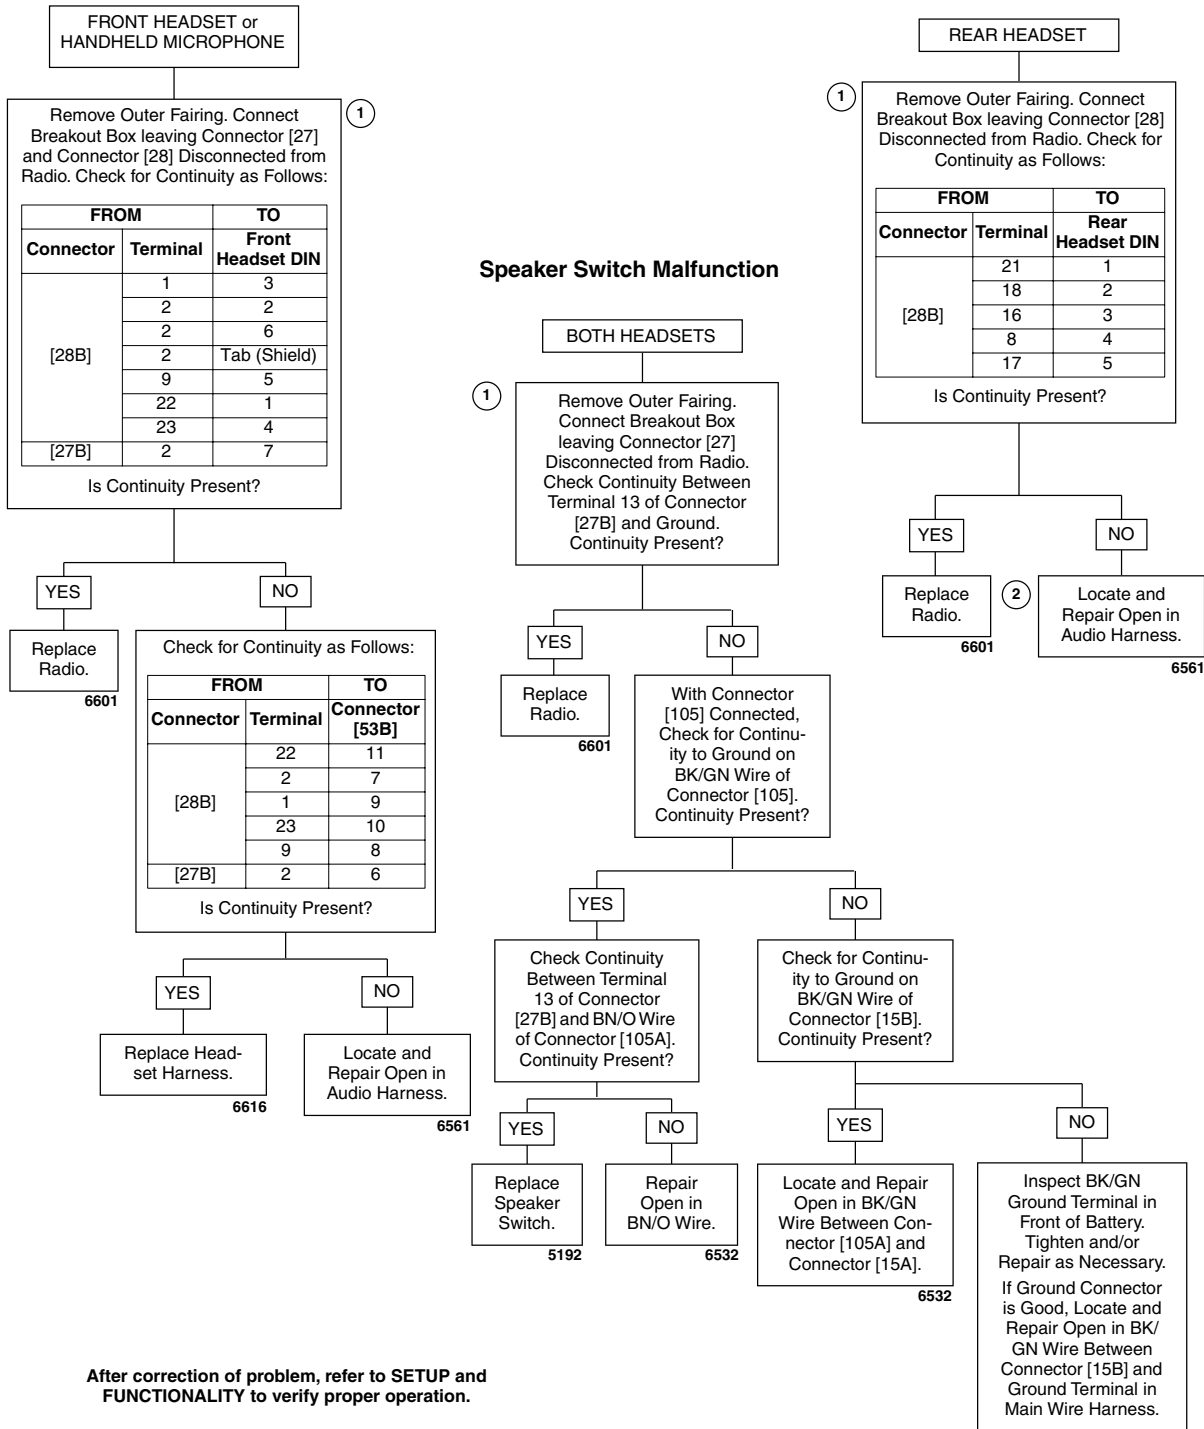 FRONT HEADSET or
HANDHELD MICROPHONE
1
Remove Outer Fairing. Connect
Breakout Box leaving Connector [27]
and Connector [28] Disconnected from
Radio. Check for Continuity as Follows:
FROM TO
Connector Terminal Front
Headset DIN
[28B]
1 3
2 2
2 6
2 Tab (Shield)
9 5
22 1
23 4
[27B] 2 7
Is Continuity Present?
YES NO
Replace
Radio.
6601
Check for Continuity as Follows:
FROM TO
Connector Terminal Connector
[53B]
[28B]
22 11
2 7
1 9
23 10
9 8
[27B] 2 6
Is Continuity Present?
YES NO
Replace Head-
set Harness.
6616
Locate and
Repair Open in
Audio Harness.
6561
Speaker Switch Malfunction
BOTH HEADSETS
1
Remove Outer Fairing.
Connect Breakout Box
leaving Connector [27]
Disconnected from Radio.
Check Continuity Between
Terminal 13 of Connector
[27B] and Ground.
Continuity Present?
YES NO
Replace
Radio.
6601
With Connector
[105] Connected,
Check for Continu-
ity to Ground on
BK/GN Wire of
Connector [105].
Continuity Present?
YES NO
Check Continuity
Between Terminal
13 of Connector
[27B] and BN/O Wire
of Connector [105A].
Continuity Present?
YES NO
Replace
Speaker
Switch.
5192
Repair
Open in
BN/O Wire.
6532
Check for Continu-
ity to Ground on
BK/GN Wire of
Connector [15B].
Continuity Present?
YES NO
Locate and Repair
Open in BK/GN
Wire Between Con-
nector [105A] and
Connector [15A].
6532
Inspect BK/GN
Ground Terminal in
Front of Battery.
Tighten and/or
Repair as Necessary.
If Ground Connector
is Good, Locate and
Repair Open in BK/
GN Wire Between
Connector [15B] and
Ground Terminal in
Main Wire Harness.
REAR HEADSET
1
Remove Outer Fairing. Connect
Breakout Box leaving Connector [28]
Disconnected from Radio. Check for
Continuity as Follows:
FROM TO
Connector Terminal Rear
Headset DIN
[28B]
21 1
18 2
16 3
8 4
17 5
Is Continuity Present?
YES NO
Replace
Radio.
6601
2
Locate and
Repair Open in
Audio Harness.
6561
After correction of problem, refer to SETUP and
FUNCTIONALITY to verify proper operation.